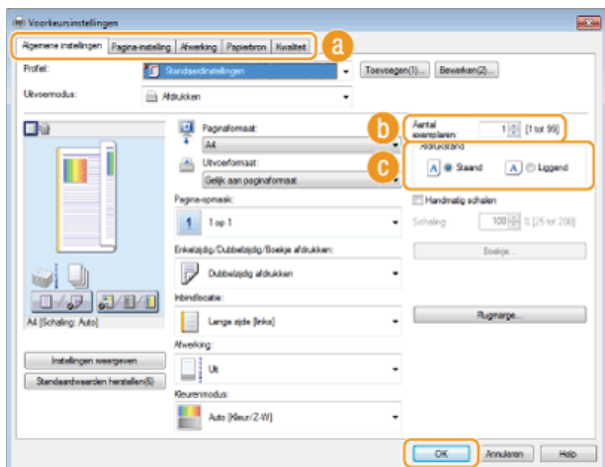 Voorkeursinstellingen
Algemene instellingen Pagina-instelling Afwerking Papierbron Kwaliteit a
Profiel: Standaardinstellingen Toevoegen(1)... Bewerken(2)...
Uitvoermodus: Afdrukken
Paginaformaat:
A4
Uitvoerformaat:
Gelijk aan paginaformaat
Pagina-opmaak:
1 1 op 1
Enkelzijdig/Dubbelzijdig/Boekje afdrukken:
Dubbelzijdig afdrukken
Inbindlocatie:
Lange zijde [links]
Afwerking:
Uit
Kleurenmodus:
Auto [Kleur/Z-W]
b Aantal
exemplaren: 1 [1 tot 99]
c Afdrukstand
A Staand A Liggend
Handmatig schalen
Schaling: 100 % [25 tot 200]
Boekje...
Rugmarge...
A4 [Schaling: Auto]
Instellingen weergeven
Standaardwaarden herstellen(6)
OK Annuleren Help